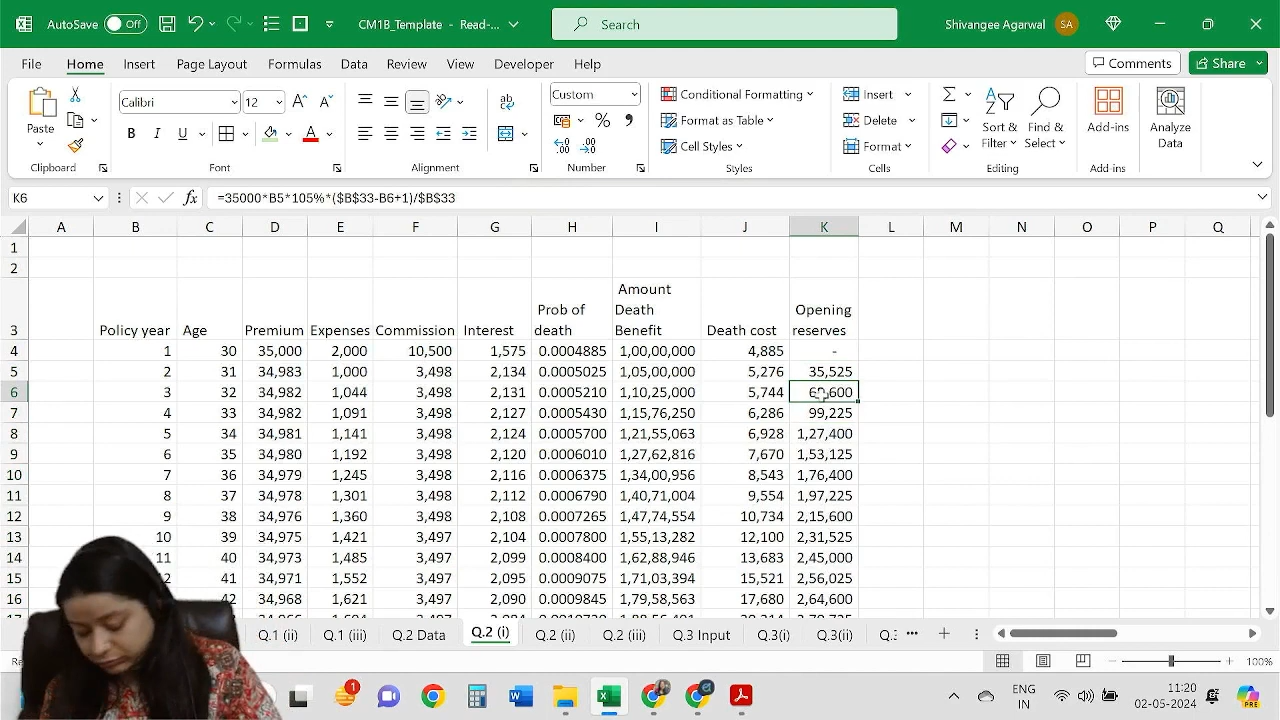 AutoSave Off CM1B_Template - Read-... Search Shivangee Agarwal SA
File Home Insert Page Layout Formulas Data Review View Developer Help Comments Share
Paste Calibri 12 B I U A Custom % Conditional Formatting Format as Table Cell Styles Insert Delete Format Sort & Filter Find & Select Add-ins Analyze Data
Clipboard Font Alignment Number Styles Cells Editing Add-ins
K6 fx =35000*B5*105%*($B$33-B6+1)/$B$33
A B C D E F G H I J K L M N O P Q
1
2
3 Policy year Age Premium Expenses Commission Interest Prob of death Amount Death Benefit Death cost Opening reserves
4 1 30 35,000 2,000 10,500 1,575 0.0004885 1,00,00,000 4,885 -
5 2 31 34,983 1,000 3,498 2,134 0.0005025 1,05,00,000 5,276 35,525
6 3 32 34,982 1,044 3,498 2,131 0.0005210 1,10,25,000 5,744
7 4 33 34,982 1,091 3,498 2,127 0.0005430 1,15,76,250 6,286 99,225
8 5 34 34,981 1,141 3,498 2,124 0.0005700 1,21,55,063 6,928 1,27,400
9 6 35 34,980 1,192 3,498 2,120 0.0006010 1,27,62,816 7,670 1,53,125
10 7 36 34,979 1,245 3,498 2,116 0.0006375 1,34,00,956 8,543 1,76,400
11 8 37 34,978 1,301 3,498 2,112 0.0006790 1,40,71,004 9,554 1,97,225
12 9 38 34,976 1,360 3,498 2,108 0.0007265 1,47,74,554 10,734 2,15,600
13 10 39 34,975 1,421 3,498 2,104 0.0007800 1,55,13,282 12,100 2,31,525
14 11 40 34,973 1,485 3,497 2,099 0.0008400 1,62,88,946 13,683 2,45,000
15 41 34,971 1,552 3,497 2,095 0.0009075 1,71,03,394 15,521 2,56,025
16 42 34,968 1,621 3,497 2,090 0.0009845 1,79,58,563 17,680 2,64,600
Q.1 (ii) Q.1 (iii) Q.2 Data Q.2 (i) Q.2 (ii) Q.2 (iii) Q.3 Input Q.3(i) Q.3(ii)
100%
ENG IN 11:20 02-05-2024 PRE